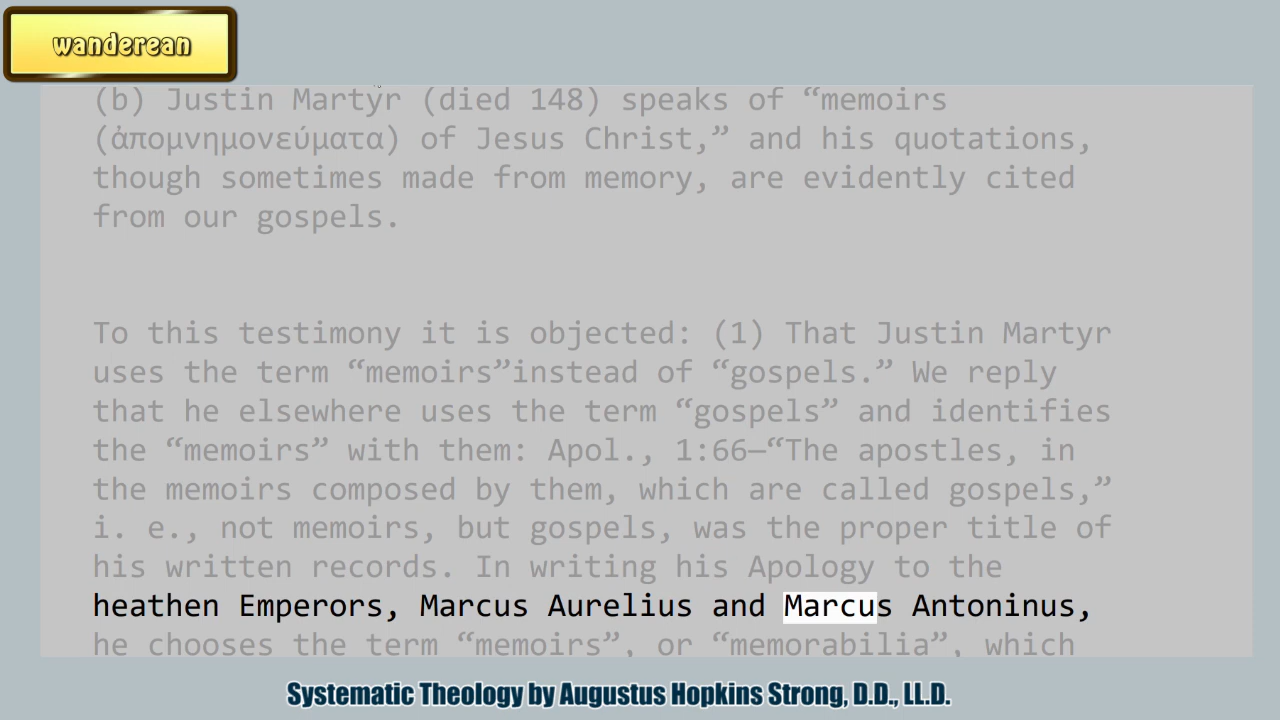 wanderean
(b) Justin Martyr (died 148) speaks of “memoirs
(ἀπομνημονεύματα) of Jesus Christ,” and his quotations,
though sometimes made from memory, are evidently cited
from our gospels.
To this testimony it is objected: (1) That Justin Martyr
uses the term “memoirs”instead of “gospels.” We reply
that he elsewhere uses the term “gospels” and identifies
the “memoirs” with them: Apol., 1:66—“The apostles, in
the memoirs composed by them, which are called gospels,”
i. e., not memoirs, but gospels, was the proper title of
his written records. In writing his Apology to the
heathen Emperors, Marcus Aurelius and Marcus Antoninus,
he chooses the term “memoirs”, or “memorabilia”, which
Systematic Theology by Augustus Hopkins Strong, D.D., LL.D.